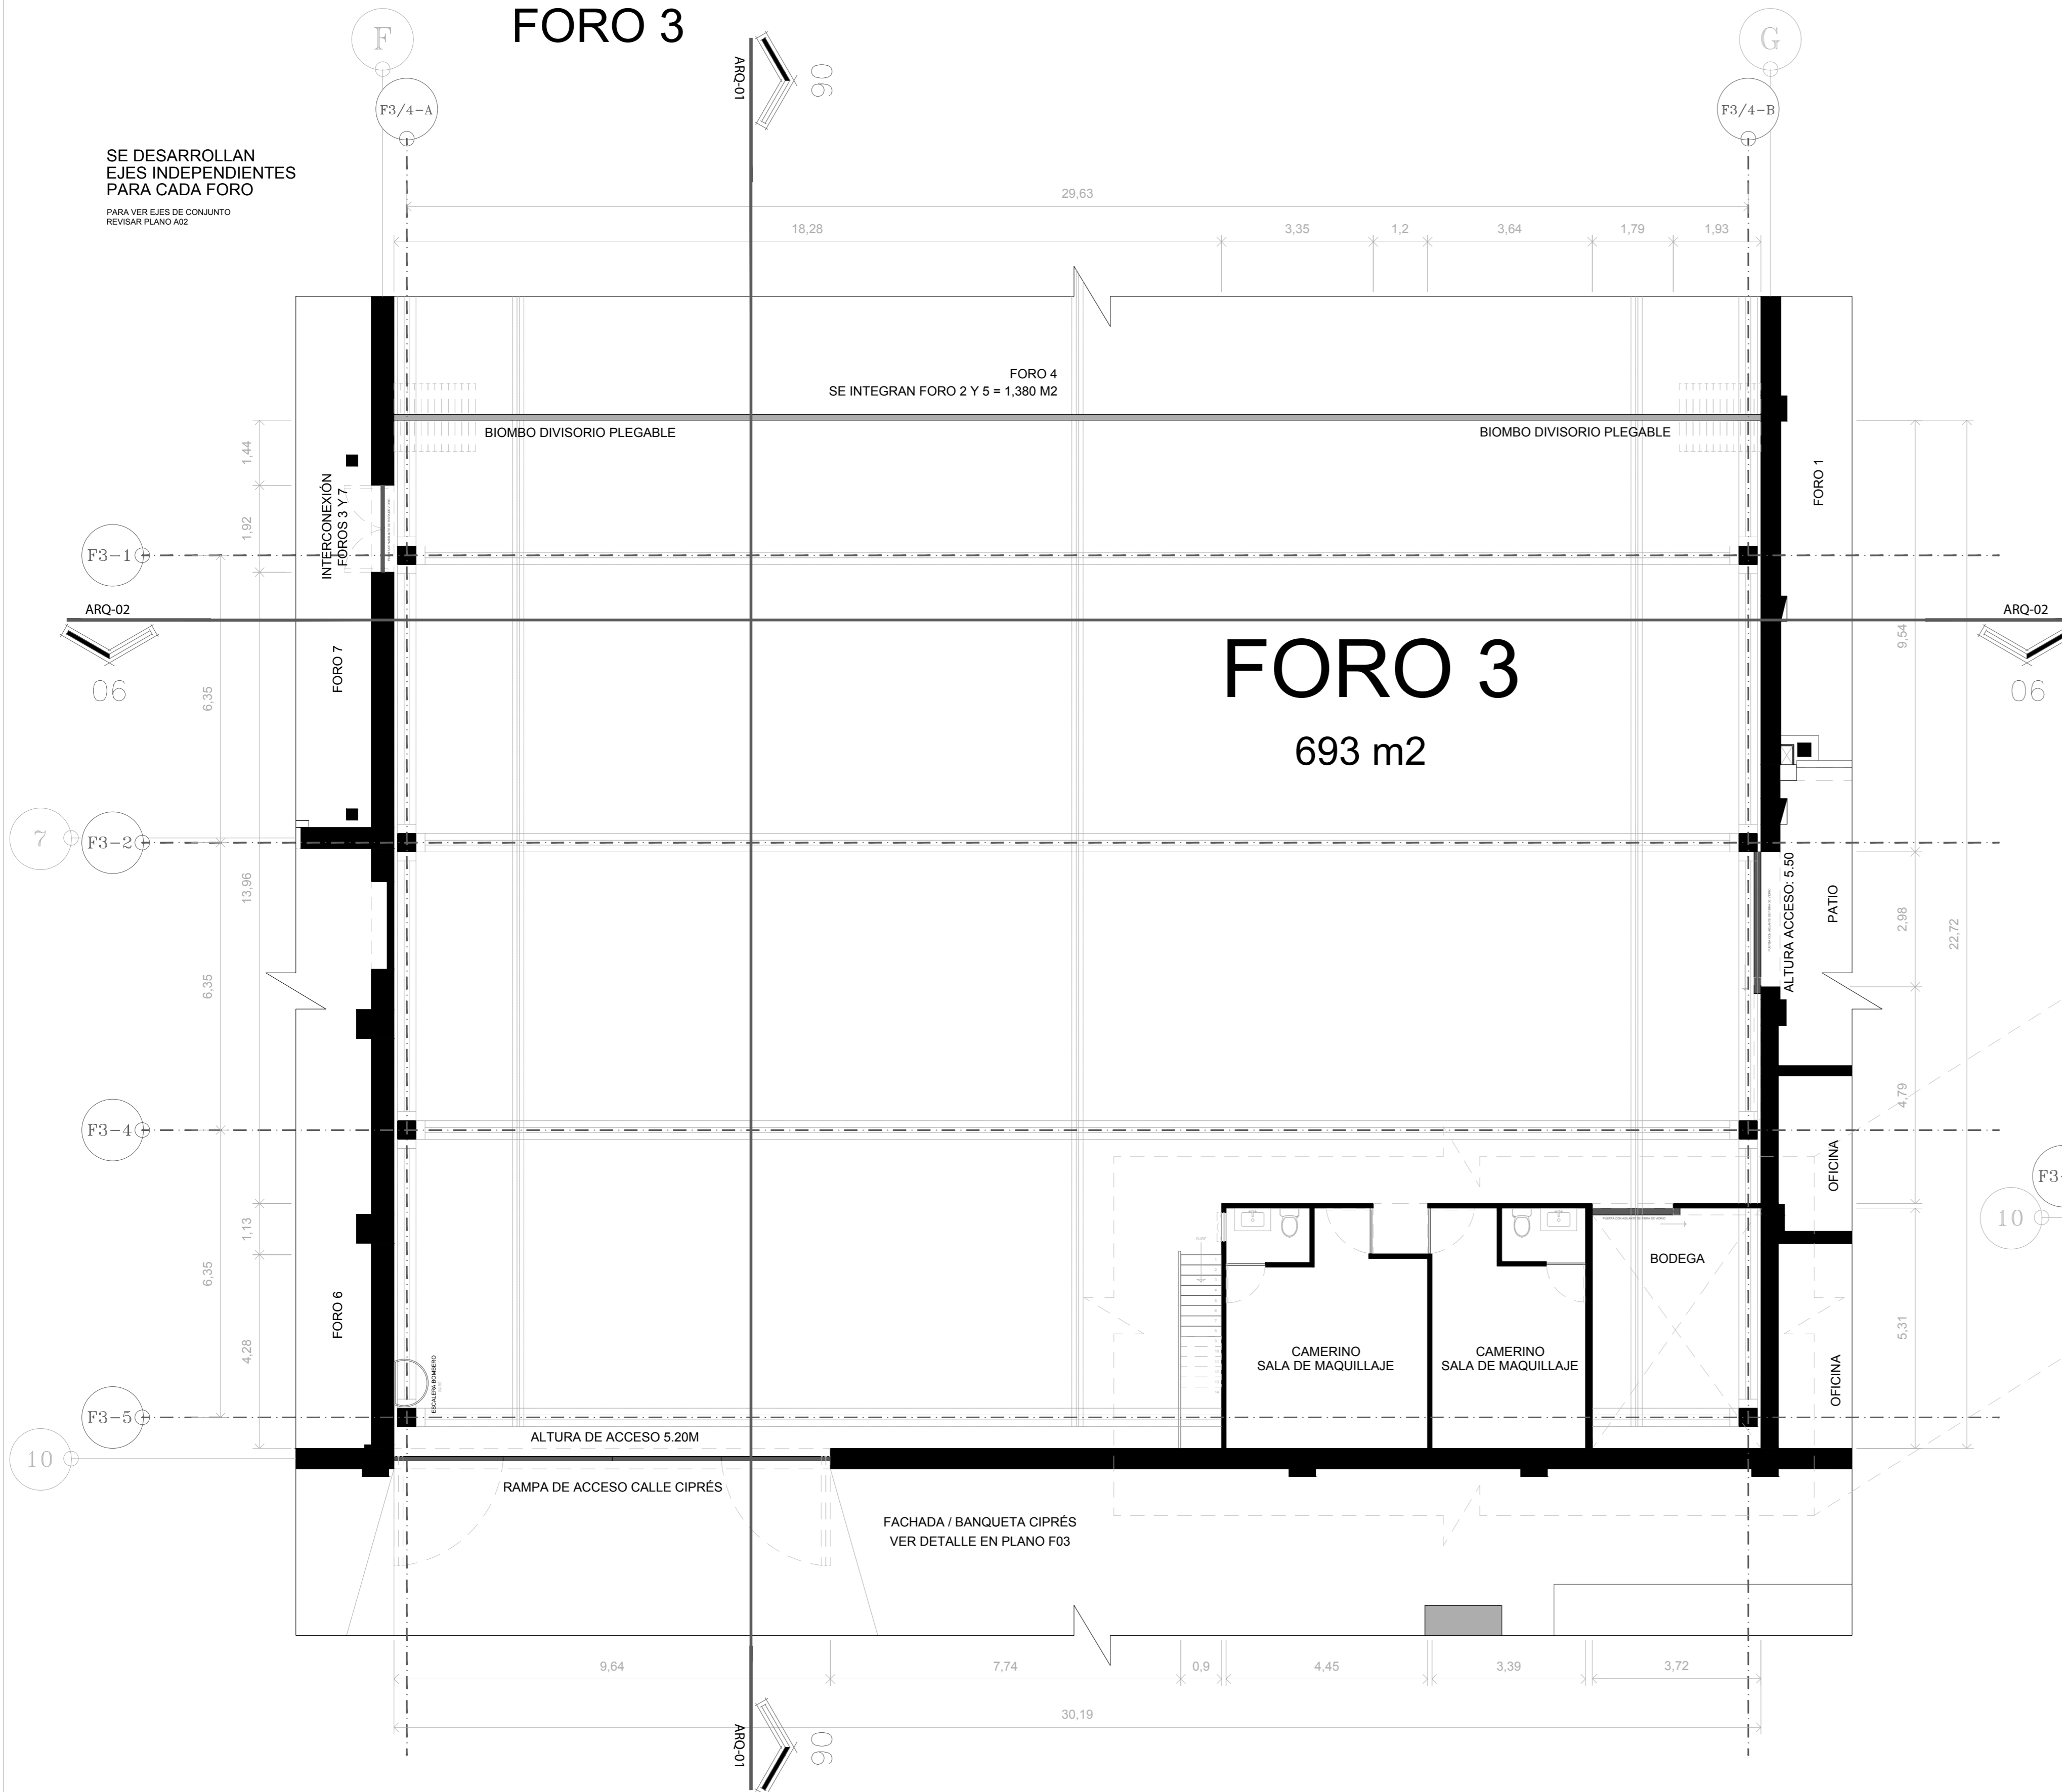 FORO 3
F
G
F3/4-A
F3/4-B
ARQ-01
06
SE DESARROLLAN
EJES INDEPENDIENTES
PARA CADA FORO
PARA VER EJES DE CONJUNTO
REVISAR PLANO A02
29,63
18,28
3,35
1,2
3,64
1,79
1,93
FORO 4
SE INTEGRAN FORO 2 Y 5 = 1,380 M2
BIOMBO DIVISORIO PLEGABLE
BIOMBO DIVISORIO PLEGABLE
1,44
1,92
INTERCONEXIÓN
FOROS 3 Y 7
FORO 1
F3-1
ARQ-02
06
ARQ-02
06
FORO 7
6,35
9,54
FORO 3
693 m2
7
F3-2
13,96
6,35
ALTURA ACCESO: 5.50
PATIO
2,98
22,72
4,79
F3-4
OFICINA
F3-
10
1,13
6,35
4,28
FORO 6
BODEGA
CAMERINO
SALA DE MAQUILLAJE
CAMERINO
SALA DE MAQUILLAJE
5,31
OFICINA
ESCALERA BOMBERO
F3-5
10
ALTURA DE ACCESO 5.20M
RAMPA DE ACCESO CALLE CIPRÉS
FACHADA / BANQUETA CIPRÉS
VER DETALLE EN PLANO F03
9,64
7,74
0,9
4,45
3,39
3,72
30,19
ARQ-01
06